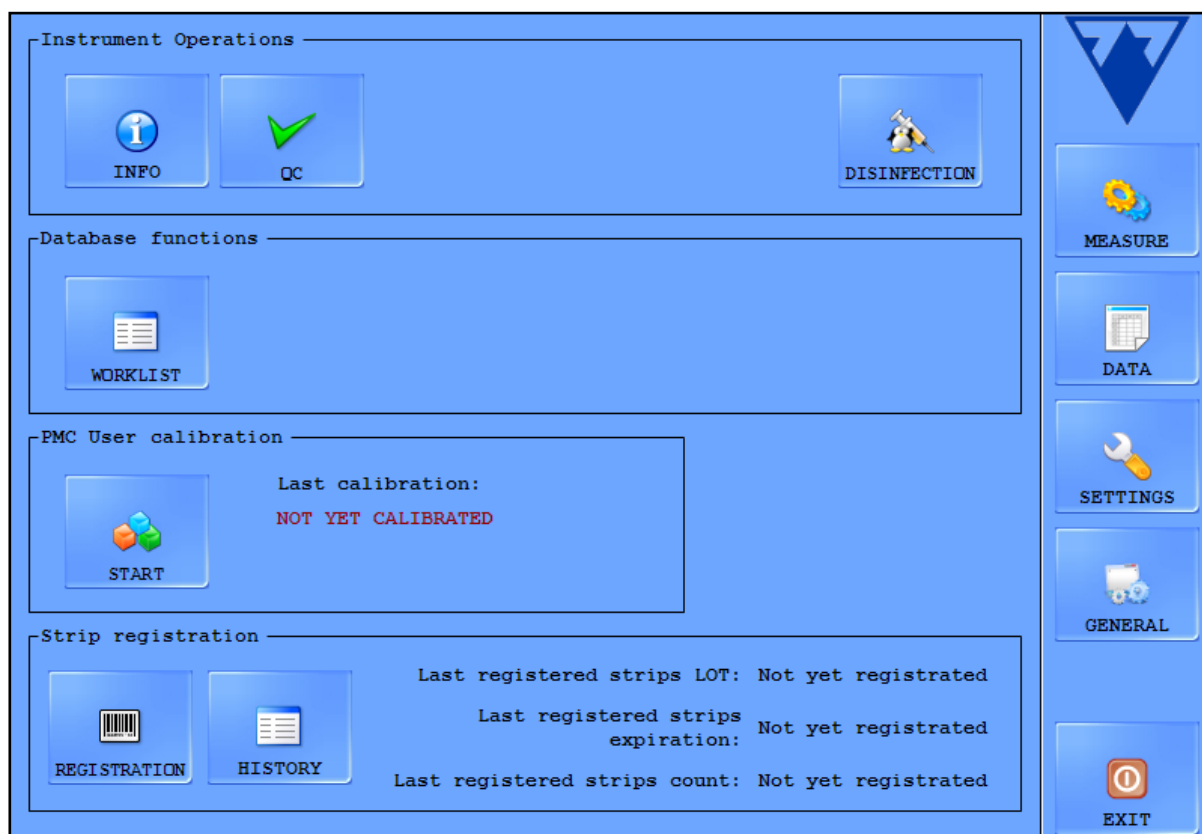 Instrument Operations
INFO
QC
DISINFECTION
MEASURE
Database functions
WORKLIST
DATA
PMC User calibration
Last calibration:
NOT YET CALIBRATED
START
SETTINGS
GENERAL
Strip registration
REGISTRATION
HISTORY
Last registered strips LOT: Not yet registrated
Last registered strips
expiration: Not yet registrated
Last registered strips count: Not yet registrated
EXIT